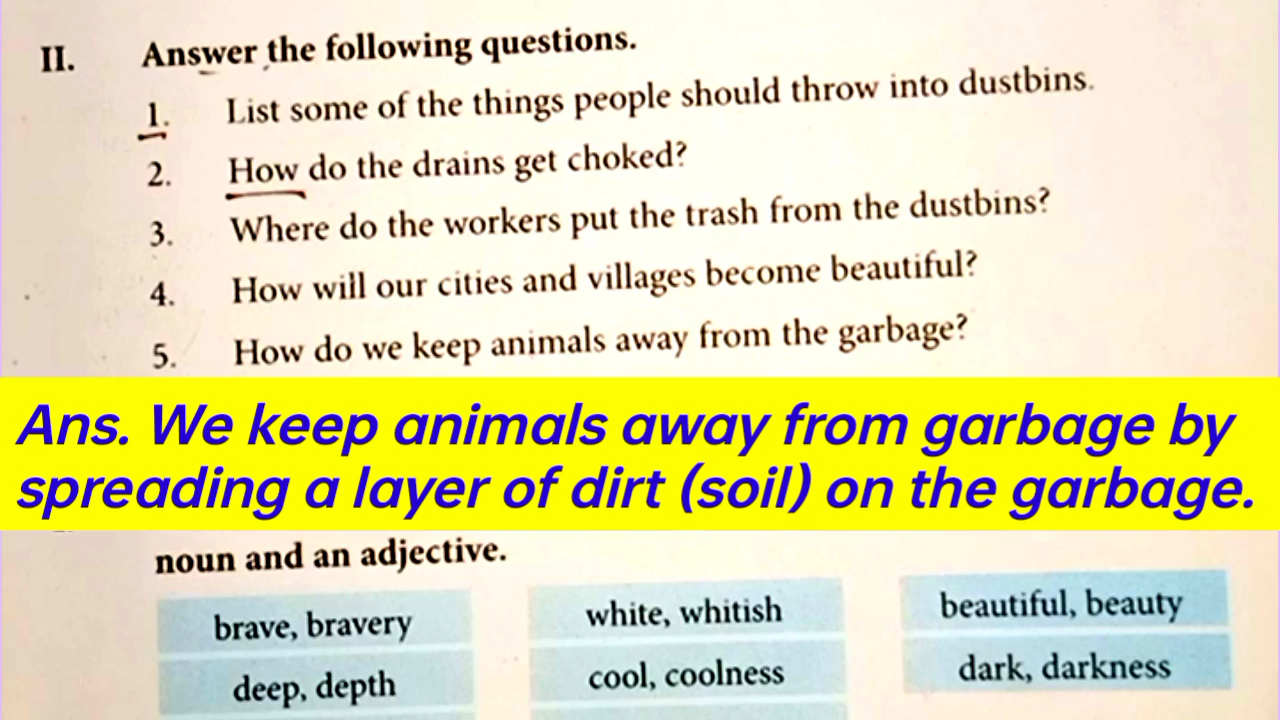 II. Answer the following questions.
1. List some of the things people should throw into dustbins.
2. How do the drains get choked?
3. Where do the workers put the trash from the dustbins?
4. How will our cities and villages become beautiful?
5. How do we keep animals away from the garbage?
Ans. We keep animals away from garbage by
spreading a layer of dirt (soil) on the garbage.
noun and an adjective.
brave, bravery white, whitish beautiful, beauty
deep, depth cool, coolness dark, darkness